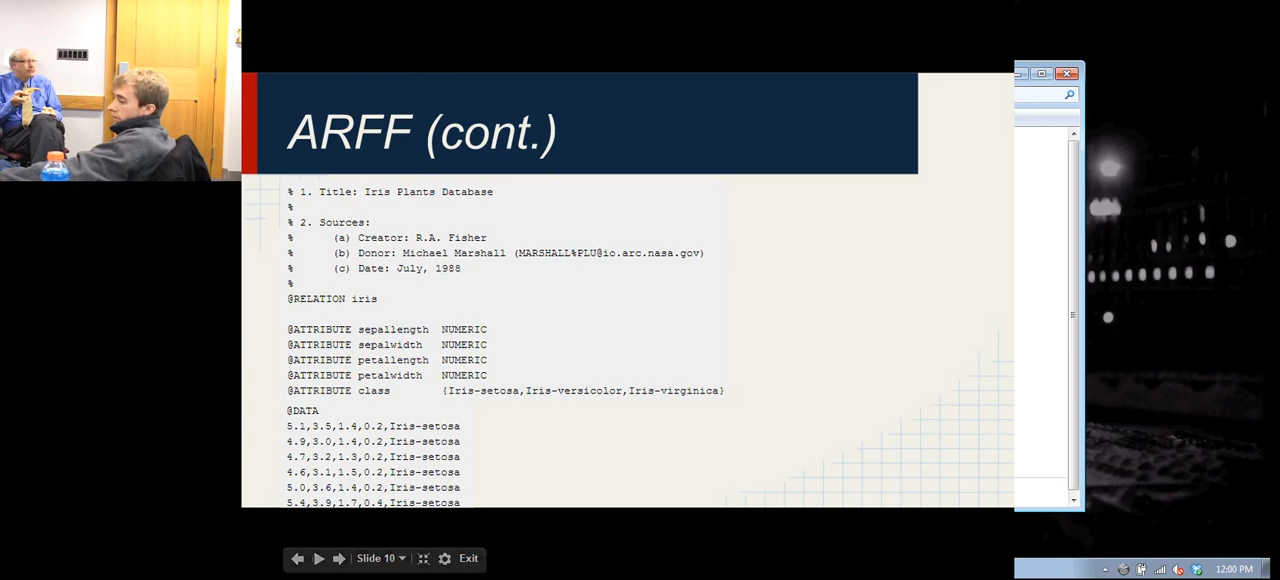 ARFF (cont.)
% 1. Title: Iris Plants Database
%
% 2. Sources:
% (a) Creator: R.A. Fisher
% (b) Donor: Michael Marshall (MARSHALL%PLU@io.arc.nasa.gov)
% (c) Date: July, 1988
%
@RELATION iris
@ATTRIBUTE sepallength NUMERIC
@ATTRIBUTE sepalwidth NUMERIC
@ATTRIBUTE petallength NUMERIC
@ATTRIBUTE petalwidth NUMERIC
@ATTRIBUTE class {Iris-setosa,Iris-versicolor,Iris-virginica}
@DATA
5.1,3.5,1.4,0.2,Iris-setosa
4.9,3.0,1.4,0.2,Iris-setosa
4.7,3.2,1.3,0.2,Iris-setosa
4.6,3.1,1.5,0.2,Iris-setosa
5.0,3.6,1.4,0.2,Iris-setosa
5.4,3.9,1.7,0.4,Iris-setosa
Slide 10
Exit
12:00 PM